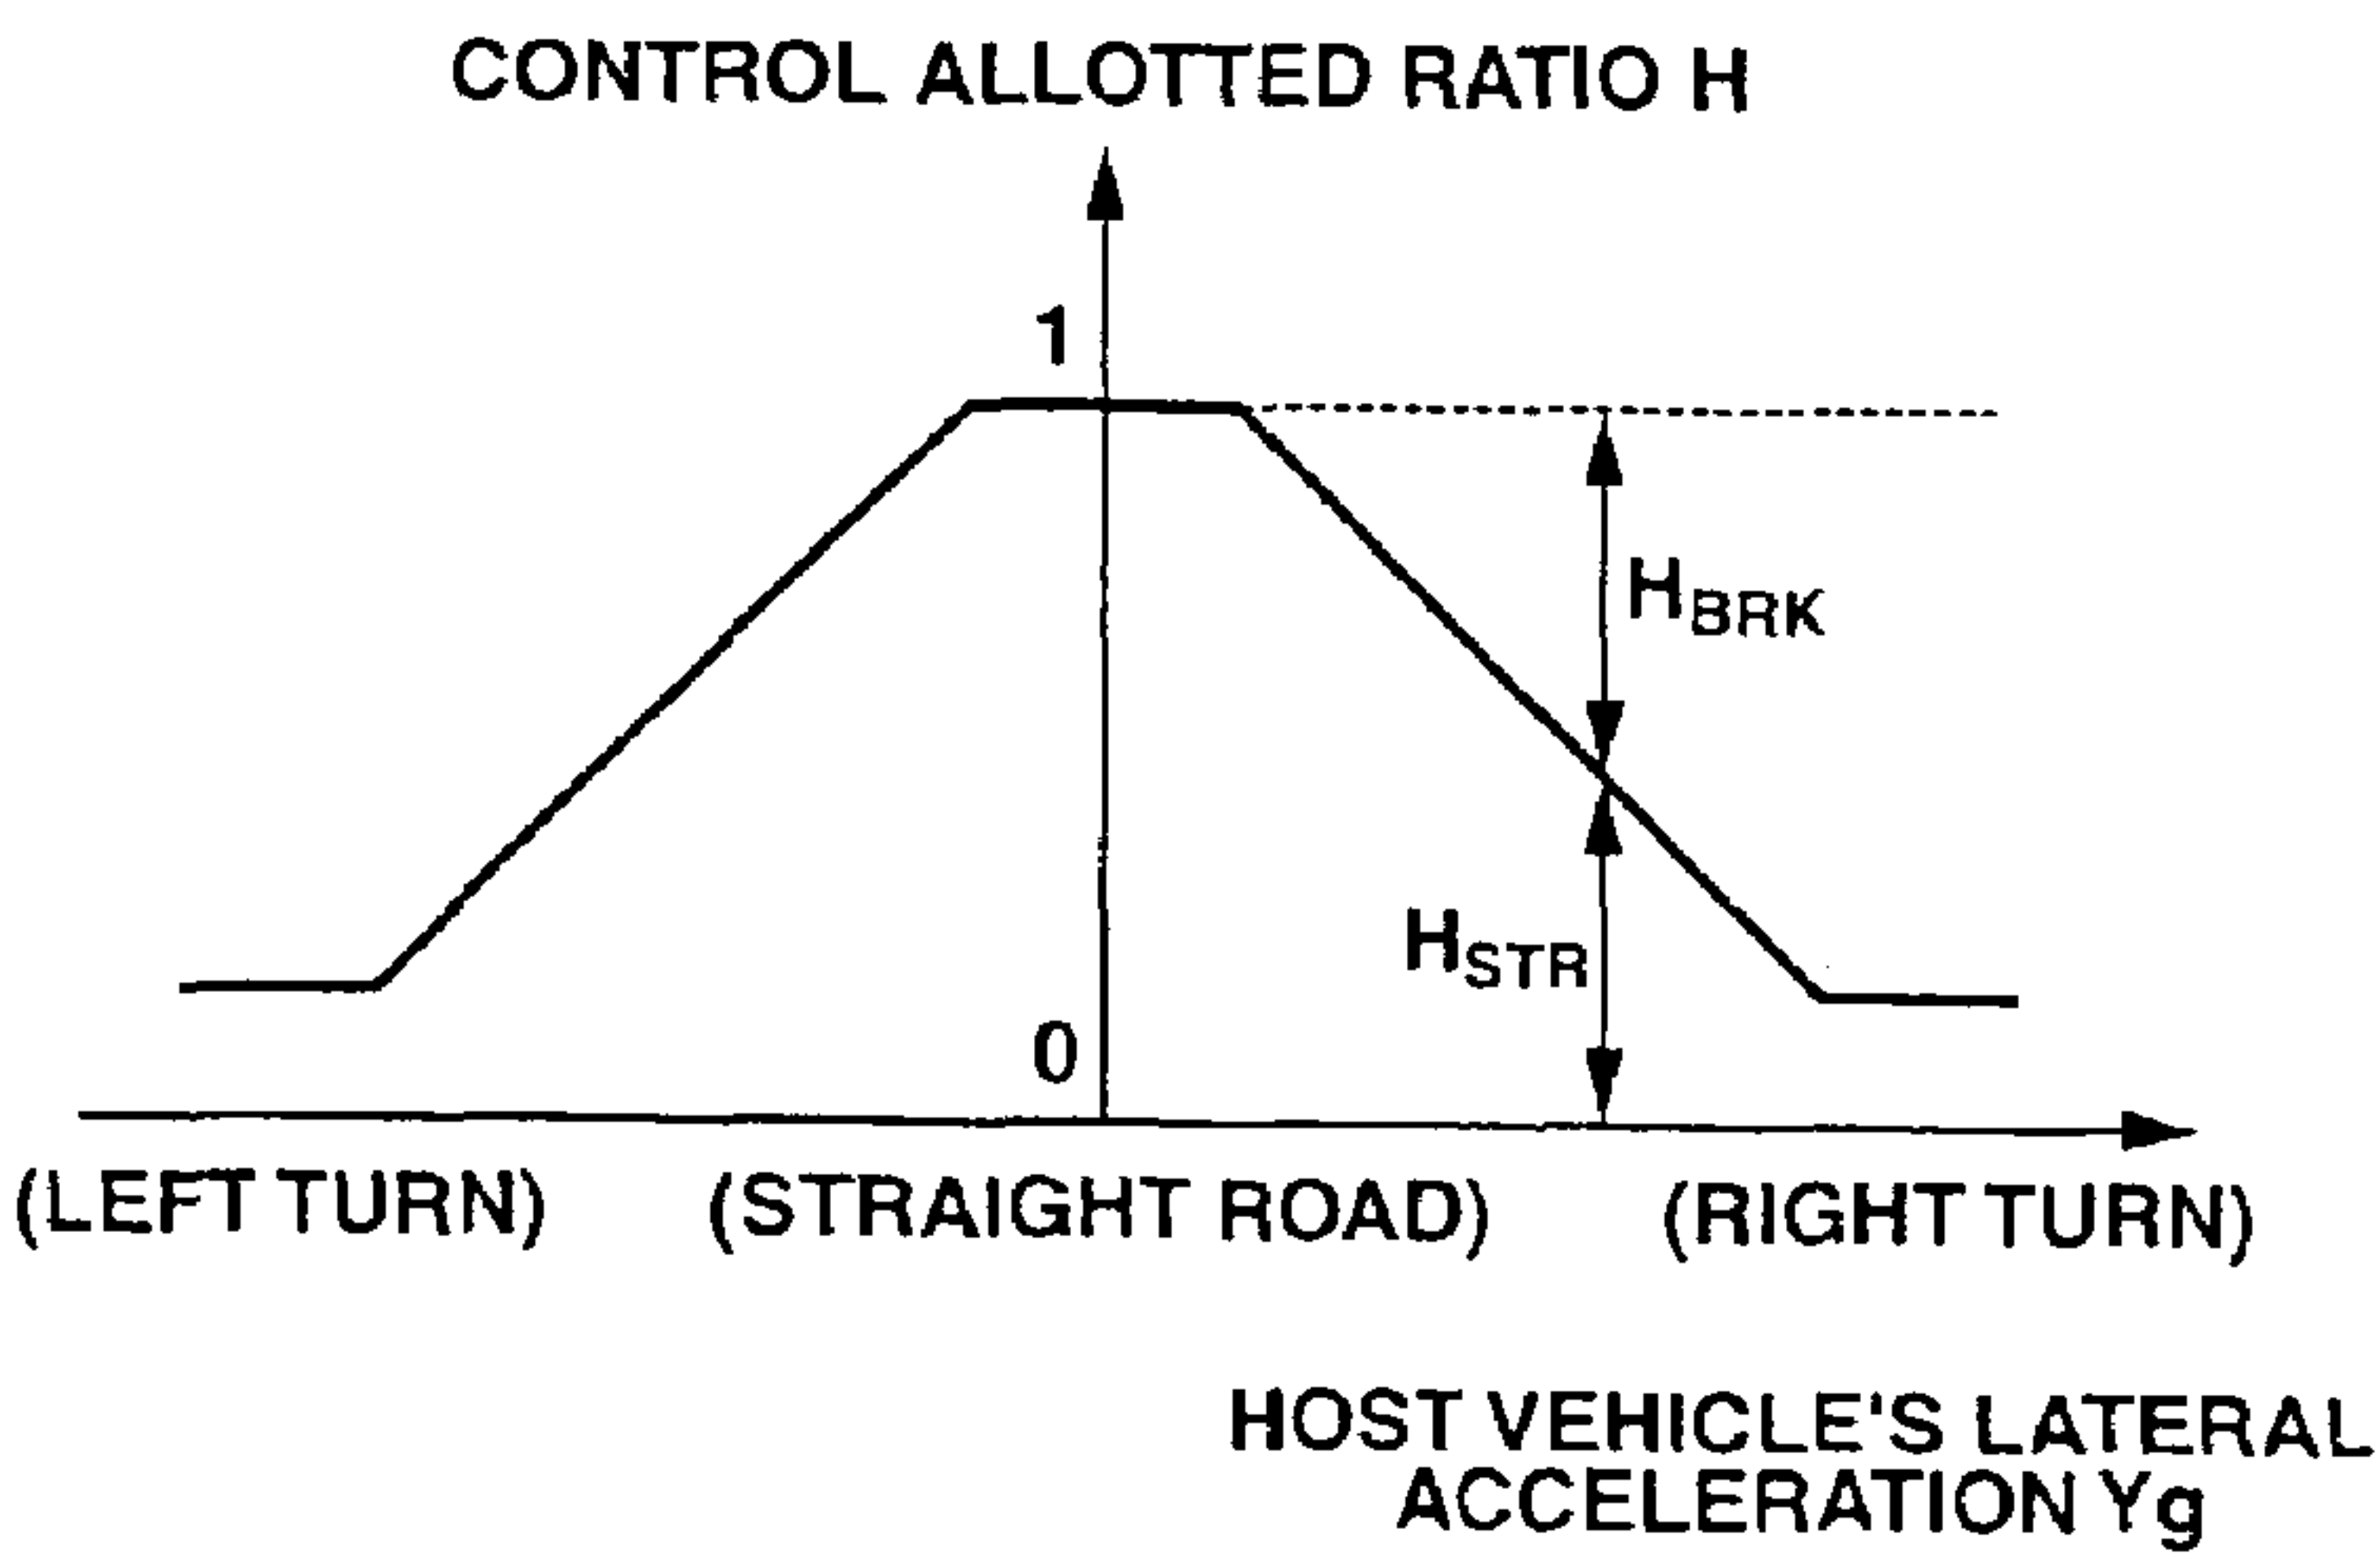 CONTROL ALLOTTED RATIO H
1
HBRK
HSTR
0
(LEFT TURN) (STRAIGHT ROAD) (RIGHT TURN)
HOST VEHICLE'S LATERAL
ACCELERATION Yg